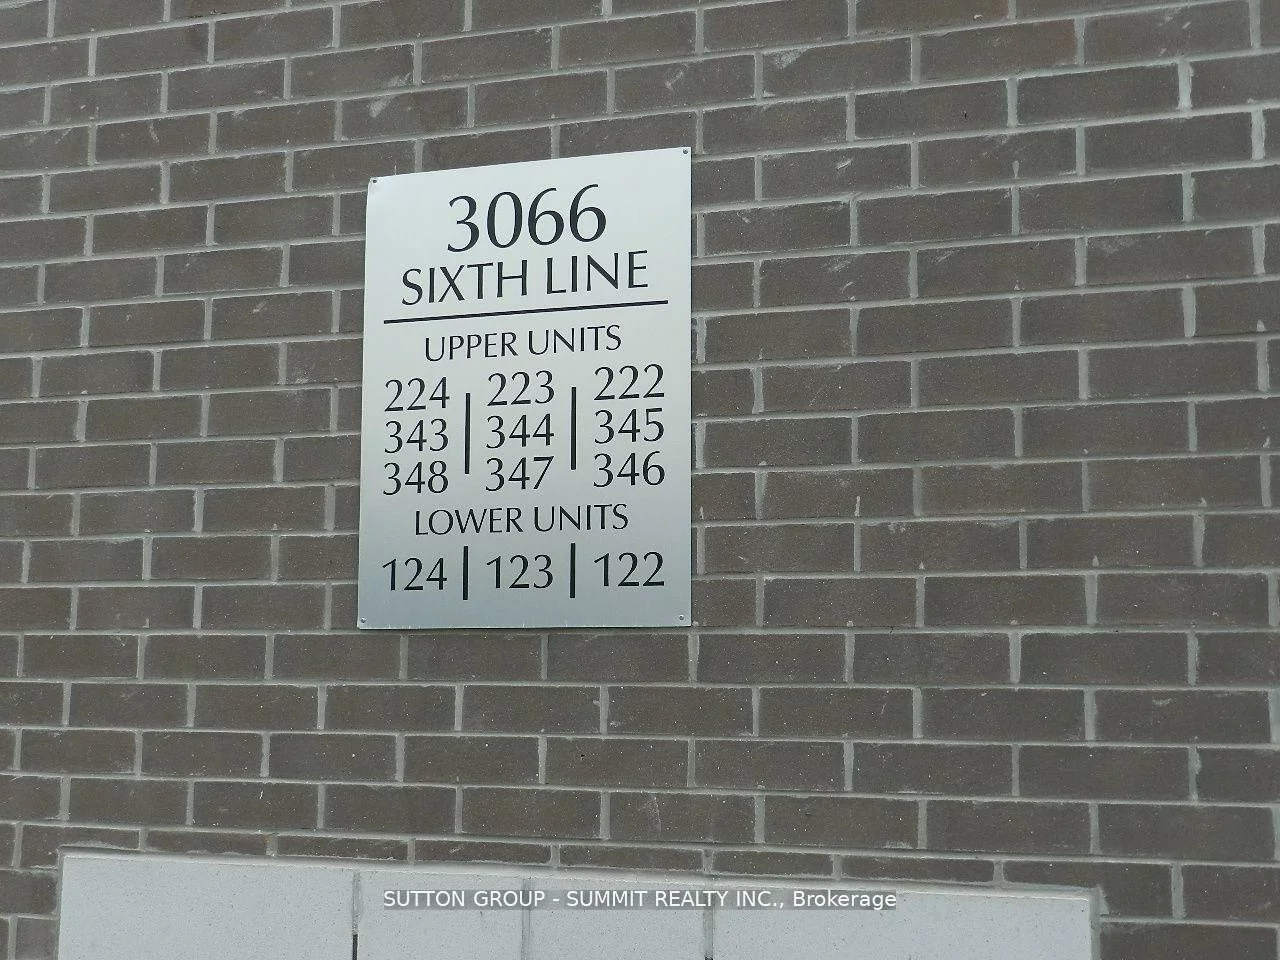 3066
SIXTH LINE
UPPER UNITS
224 | 223 | 222
343 | 344 | 345
348 | 347 | 346
LOWER UNITS
124 | 123 | 122
SUTTON GROUP - SUMMIT REALTY INC., Brokerage